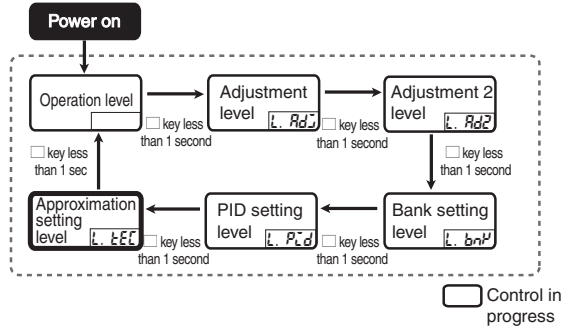 Power on
Operation level
Adjustment
level
L. AdJ
Adjustment 2
level
L. Ad2
key less
than 1 second
key less
than 1 second
key less
than 1 sec
key less
than 1 second
Approximation
setting
level
L. tEC
PID setting
level
L. Pid
Bank setting
level
L. bnK
key less
than 1 second
key less
than 1 second
Control in
progress